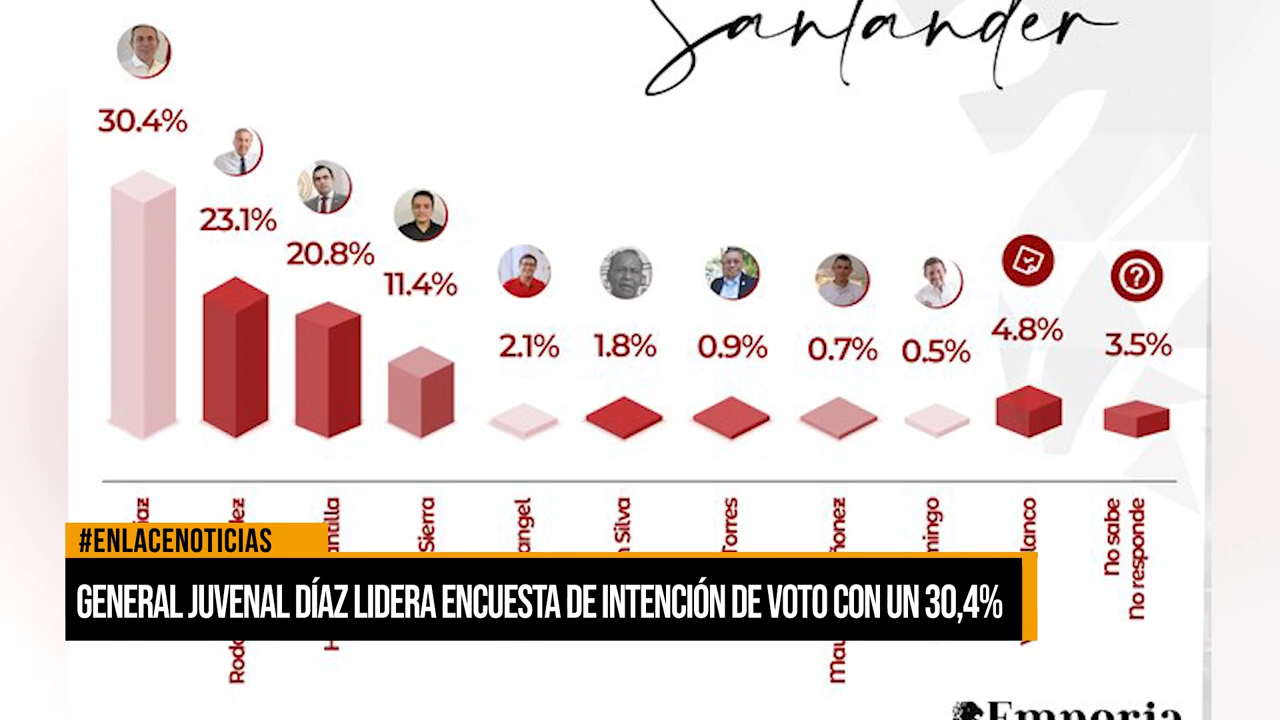 Santander
30.4%
23.1%
20.8%
11.4%
2.1%
1.8%
0.9%
0.7%
0.5%
4.8%
3.5%
Sierra
Silva
Torres
No sabe
No responde
#ENLACENOTICIAS
GENERAL JUVENAL DÍAZ LIDERA ENCUESTA DE INTENCIÓN DE VOTO CON UN 30,4%
Emporia